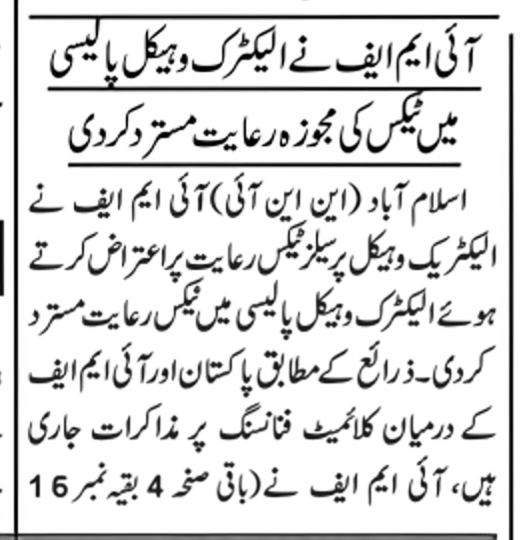 آئی ایم ایف نے الیکٹرک وہیکل پالیسی
میں ٹیکس کی مجوزہ رعایت مسترد کردی
اسلام آباد (این این آئی) آئی ایم ایف نے
الیکٹریک وہیکل پر سیلز ٹیکس رعایت پر اعتراض کرتے
ہوئے الیکٹرک وہیکل پالیسی میں ٹیکس رعایت مسترد
کردی۔ ذرائع کے مطابق پاکستان اور آئی ایم ایف
کے درمیان کلائمیٹ فنانسنگ پر مذاکرات جاری
ہیں، آئی ایم ایف نے (باقی صفحہ 4 بقیہ نمبر 16